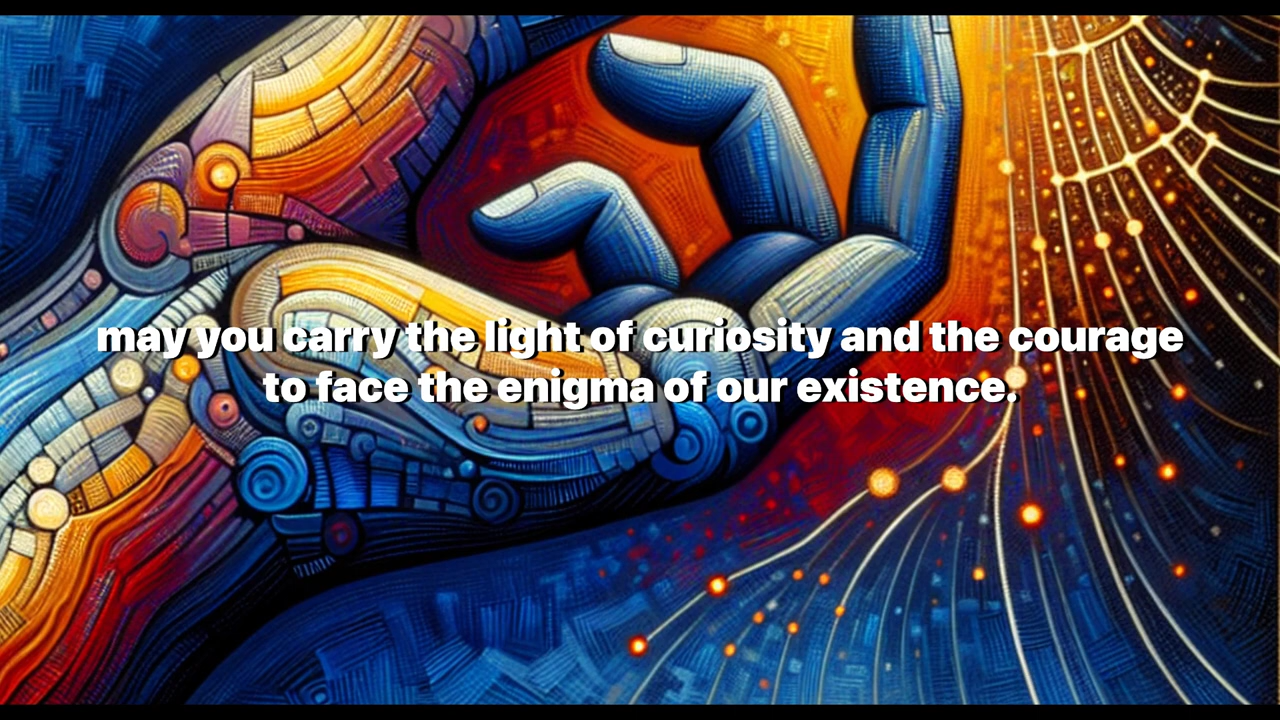 may you carry the light of curiosity and the courage
to face the enigma of our existence.